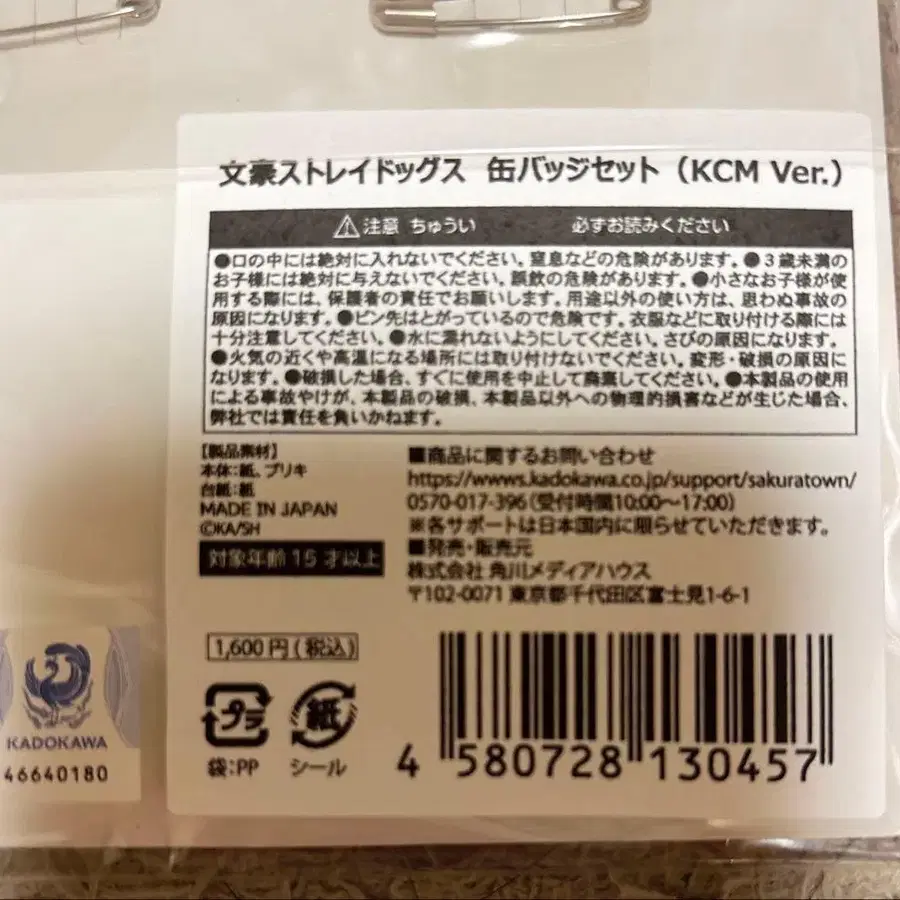 文豪ストレイドッグス 缶バッジセット（KCM Ver.）
⚠注意 ちゅうい 必ずお読みください
●口の中には絶対に入れないでください。窒息などの危険があります。●3歳未満の
お子様には絶対に与えないでください。誤飲の危険があります。●小さなお子様が使
用する際には、保護者の責任でお願いします。用途以外の使い方は、思わぬ事故の
原因になります。●ピン先はとがっているので危険です。衣服などに取り付ける際には
十分注意してください。●水に濡れないようにしてください。さびの原因になります。
●火気の近くや高温になる場所には取り付けないでください。変形・破損の原因に
なります。●破損した場合、すぐに使用を中止して廃棄してください。●本製品の使用
による事故やけが、本製品の破損、本製品以外への物理的損害などが生じた場合、
弊社では責任を負いかねます。
【製品素材】
本体:紙、ブリキ
台紙:紙
MADE IN JAPAN
©KA/SH
対象年齢15才以上
■商品に関するお問い合わせ
https://wwws.kadokawa.co.jp/support/sakuratown/
0570-017-396(受付時間10:00～17:00)
※各サポートは日本国内に限らせていただきます。
■発売・販売元
株式会社 角川メディアハウス
〒102-0071 東京都千代田区富士見1-6-1
1,600円(税込)
プラ
袋:PP
紙
シール
4 580728 130457
KADOKAWA
46640180